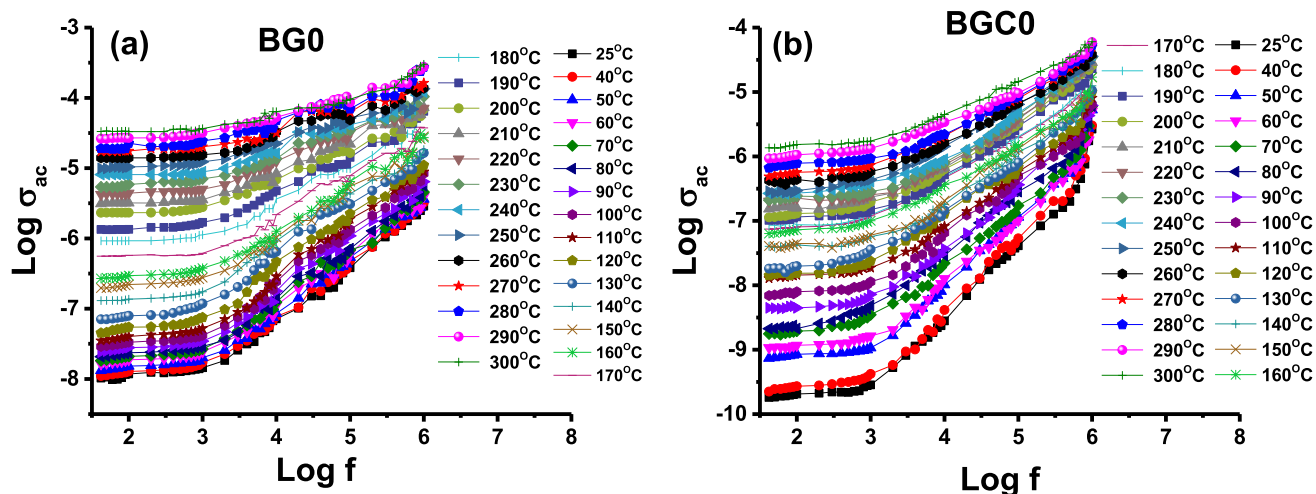 (a)
BG0
-3
-4
-5
-6
-7
-8
2
3
4
5
6
7
8
Log σac
Log f
180°C
190°C
200°C
210°C
220°C
230°C
240°C
250°C
260°C
270°C
280°C
290°C
300°C
25°C
40°C
50°C
60°C
70°C
80°C
90°C
100°C
110°C
120°C
130°C
140°C
150°C
160°C
170°C
(b)
BGC0
-4
-5
-6
-7
-8
-9
-10
2
3
4
5
6
7
8
Log σac
Log f
170°C
180°C
190°C
200°C
210°C
220°C
230°C
240°C
250°C
260°C
270°C
280°C
290°C
300°C
25°C
40°C
50°C
60°C
70°C
80°C
90°C
100°C
110°C
120°C
130°C
140°C
150°C
160°C